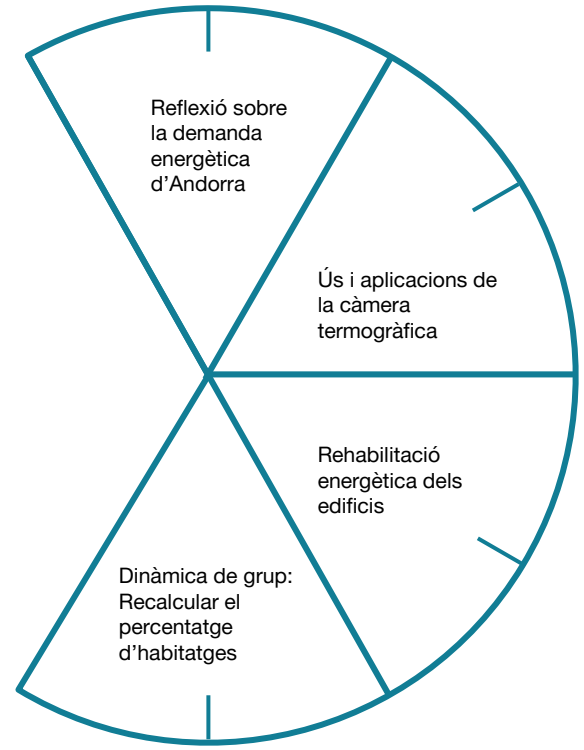 Reflexió sobre
la demanda
energètica
d’Andorra
Ús i aplicacions de
la càmera
termogràfica
Rehabilitació
energètica dels
edificis
Dinàmica de grup:
Recalcular el
percentatge
d’habitatges